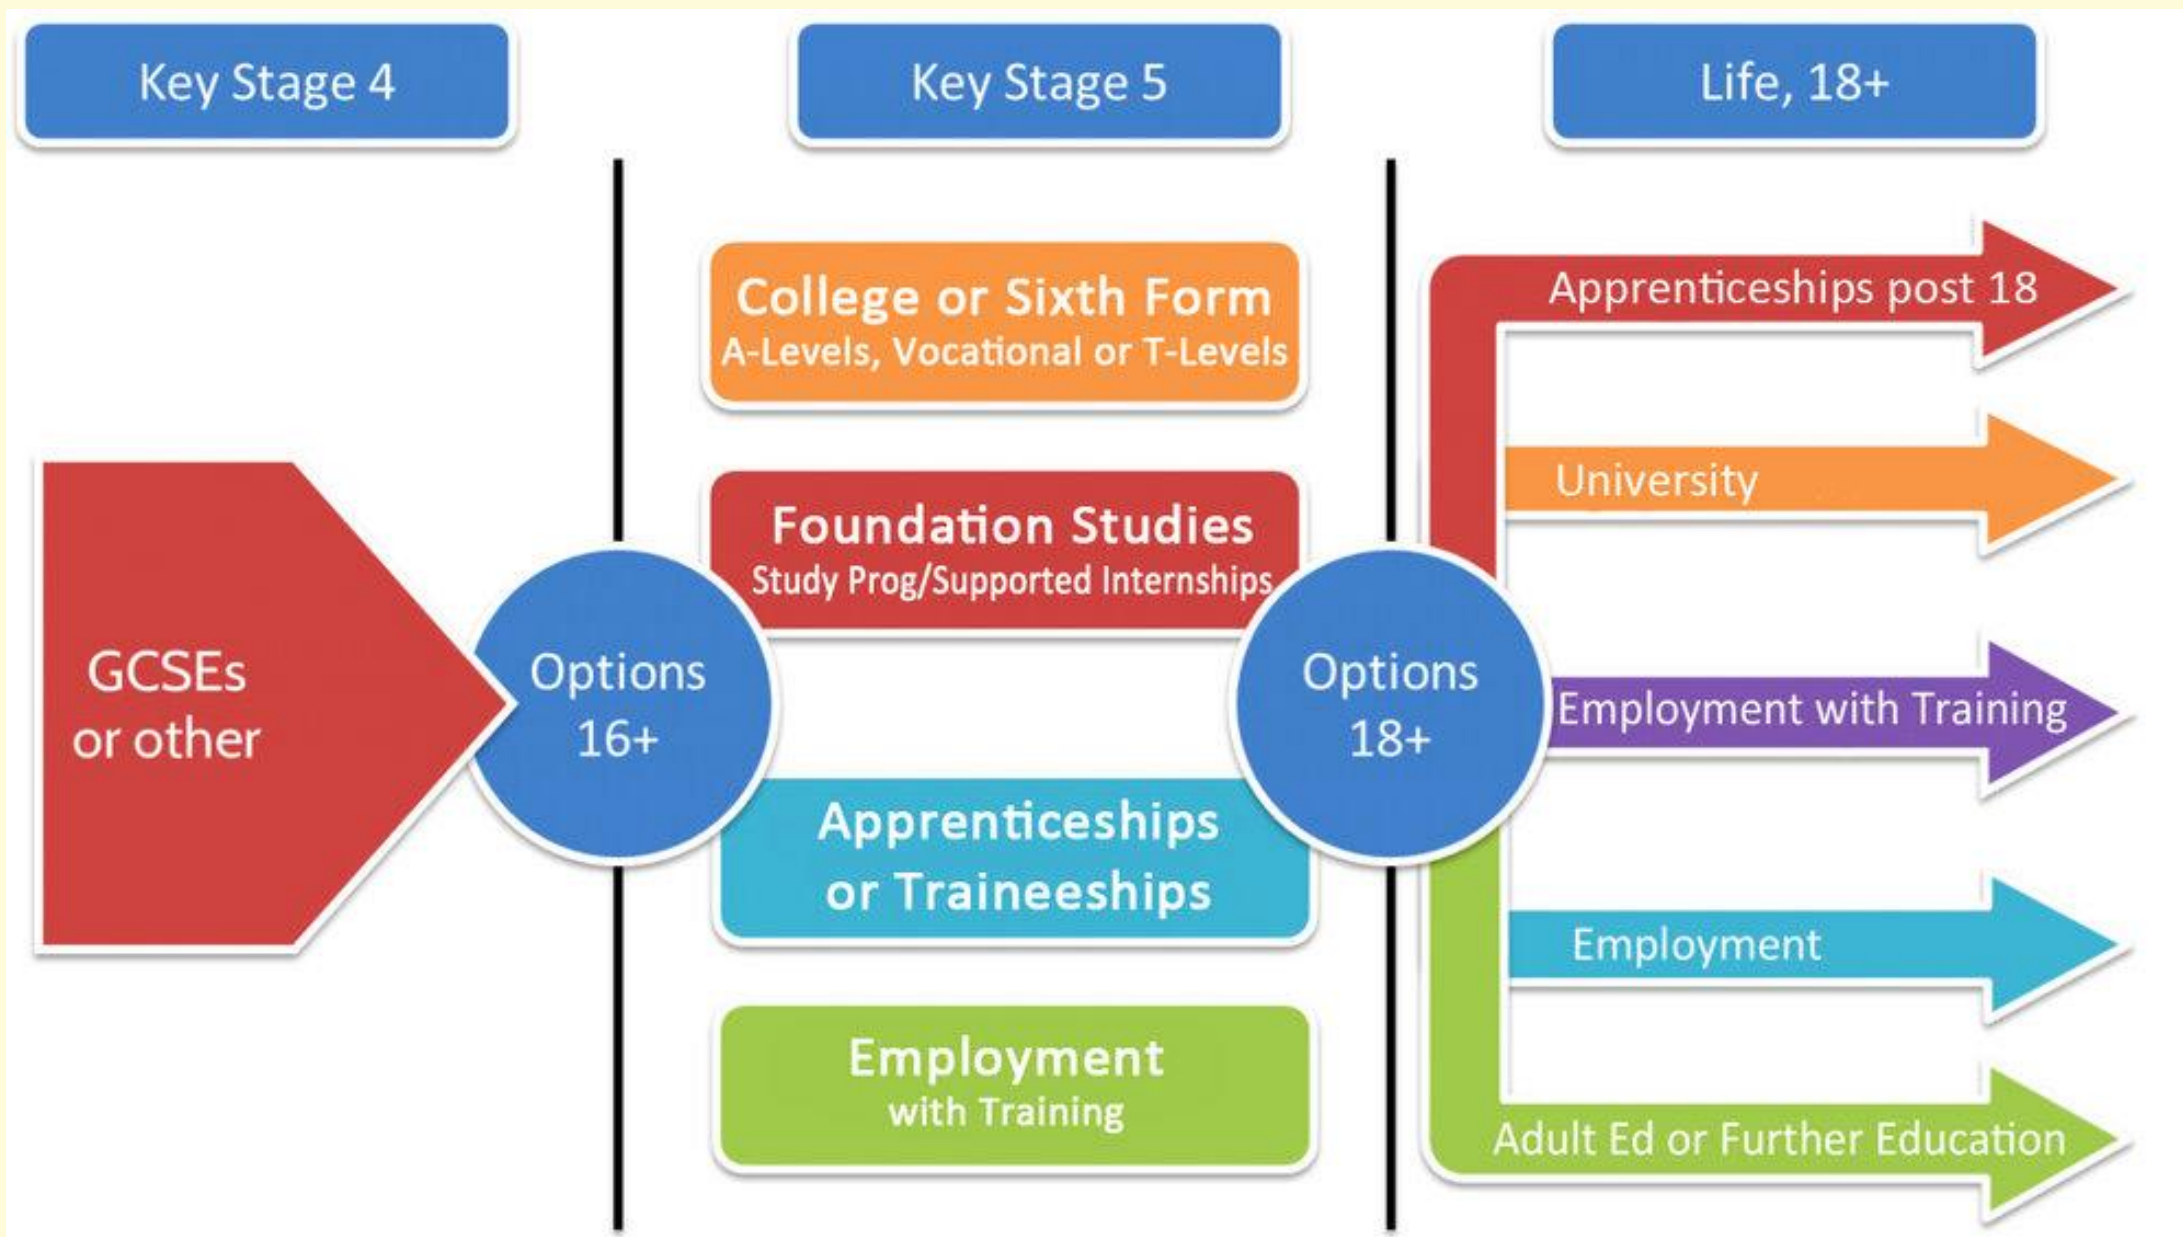 Key Stage 4
Key Stage 5
Life, 18+
GCSEs
or other
Options
16+
College or Sixth Form
A-Levels, Vocational or T-Levels
Foundation Studies
Study Prog/Supported Internships
Apprenticeships
or Traineeships
Employment
with Training
Options
18+
Apprenticeships post 18
University
Employment with Training
Employment
Adult Ed or Further Education